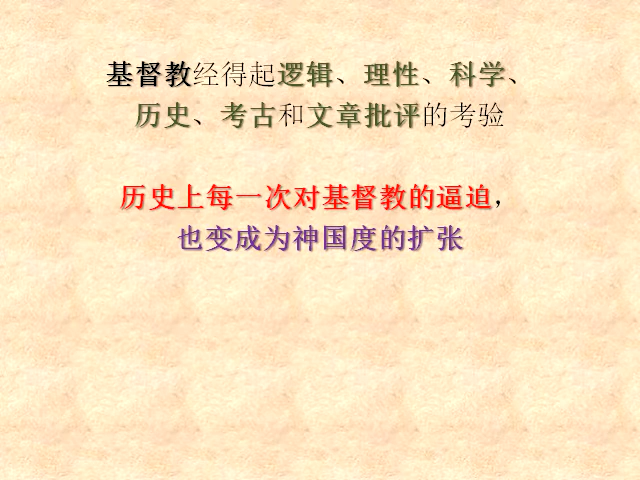 基督教经得起逻辑、理性、科学、
历史、考古和文章批评的考验
历史上每一次对基督教的逼迫，
也变成为神国度的扩张